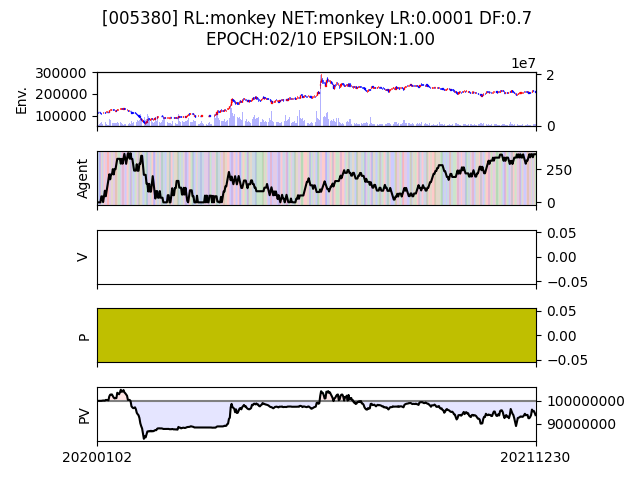 [005380] RL:monkey NET:monkey LR:0.0001 DF:0.7
EPOCH:02/10 EPSILON:1.00
1e7
300000
200000
100000
Env.
2
0
Agent
250
0
V
0.05
0.00
−0.05
P
0.05
0.00
−0.05
PV
100000000
90000000
20200102
20211230